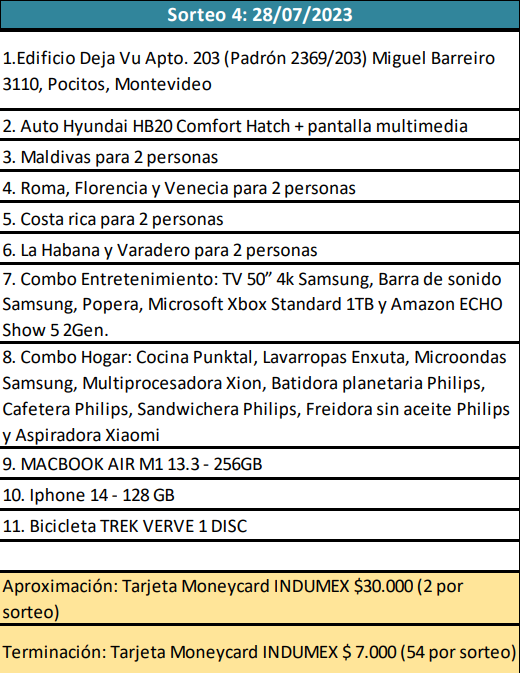 Sorteo 4: 28/07/2023
1.Edificio Deja Vu Apto. 203 (Padrón 2369/203) Miguel Barreiro
3110, Pocitos, Montevideo
2. Auto Hyundai HB20 Comfort Hatch + pantalla multimedia
3. Maldivas para 2 personas
4. Roma, Florencia y Venecia para 2 personas
5. Costa rica para 2 personas
6. La Habana y Varadero para 2 personas
7. Combo Entretenimiento: TV 50” 4k Samsung, Barra de sonido
Samsung, Popera, Microsoft Xbox Standard 1TB y Amazon ECHO
Show 5 2Gen.
8. Combo Hogar: Cocina Punktal, Lavarropas Enxuta, Microondas
Samsung, Multiprocesadora Xion, Batidora planetaria Philips,
Cafetera Philips, Sandwichera Philips, Freidora sin aceite Philips
y Aspiradora Xiaomi
9. MACBOOK AIR M1 13.3 - 256GB
10. Iphone 14 - 128 GB
11. Bicicleta TREK VERVE 1 DISC
Aproximación: Tarjeta Moneycard INDUMEX $30.000 (2 por
sorteo)
Terminación: Tarjeta Moneycard INDUMEX $ 7.000 (54 por sorteo)